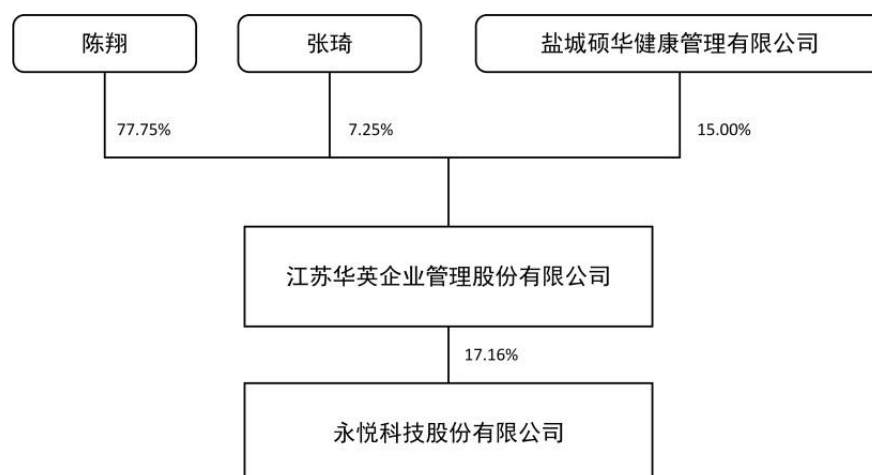 陈翔
张琦
盐城硕华健康管理有限公司
77.75%
7.25%
15.00%
江苏华英企业管理股份有限公司
17.16%
永悦科技股份有限公司